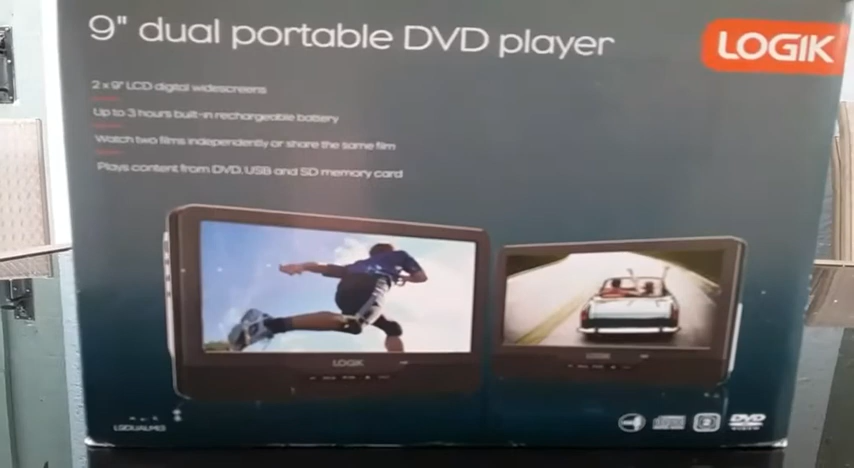 9" dual portable DVD player
LOGIK
2 x 9" LCD digital widescreens
Up to 3 hours built-in rechargeable battery
Watch two films independently or share the same film
Plays content from DVD, USB and SD memory card
LOGIK
LOGIK
DVD